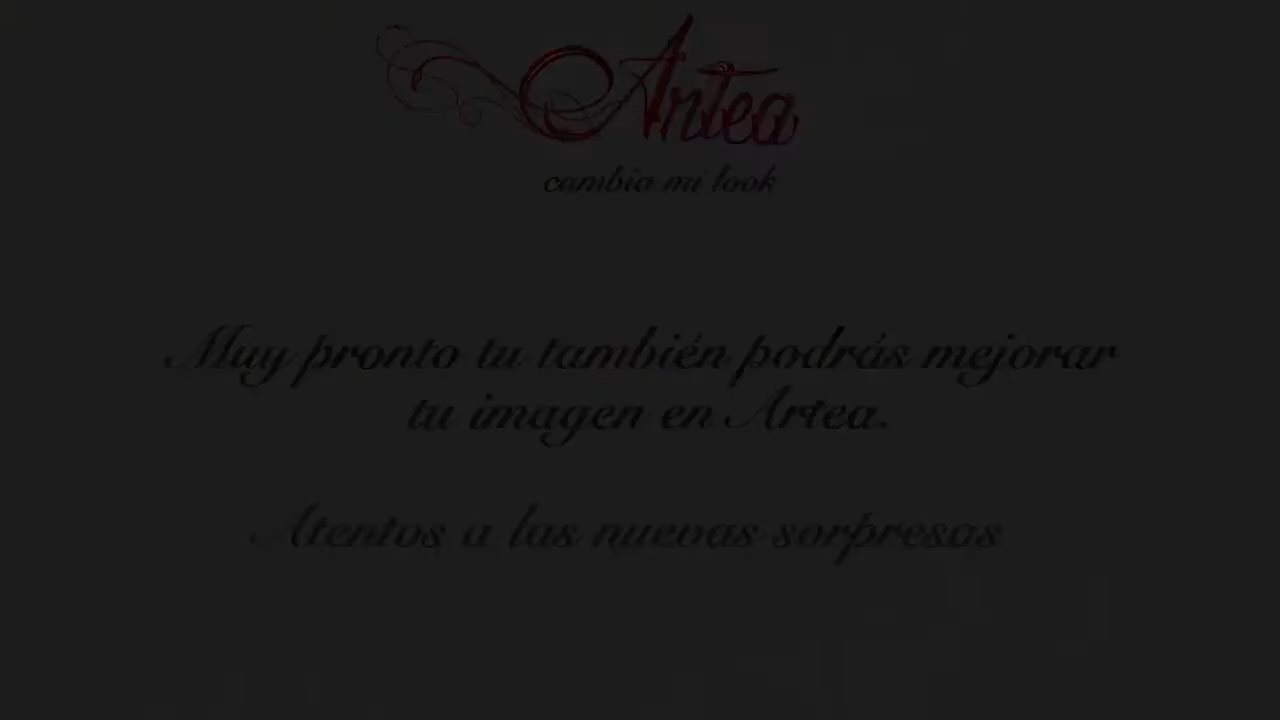 Artea
cambia mi look
Muy pronto tu también podrás mejorar
tu imagen en Artea.
Atentos a las nuevas sorpresas